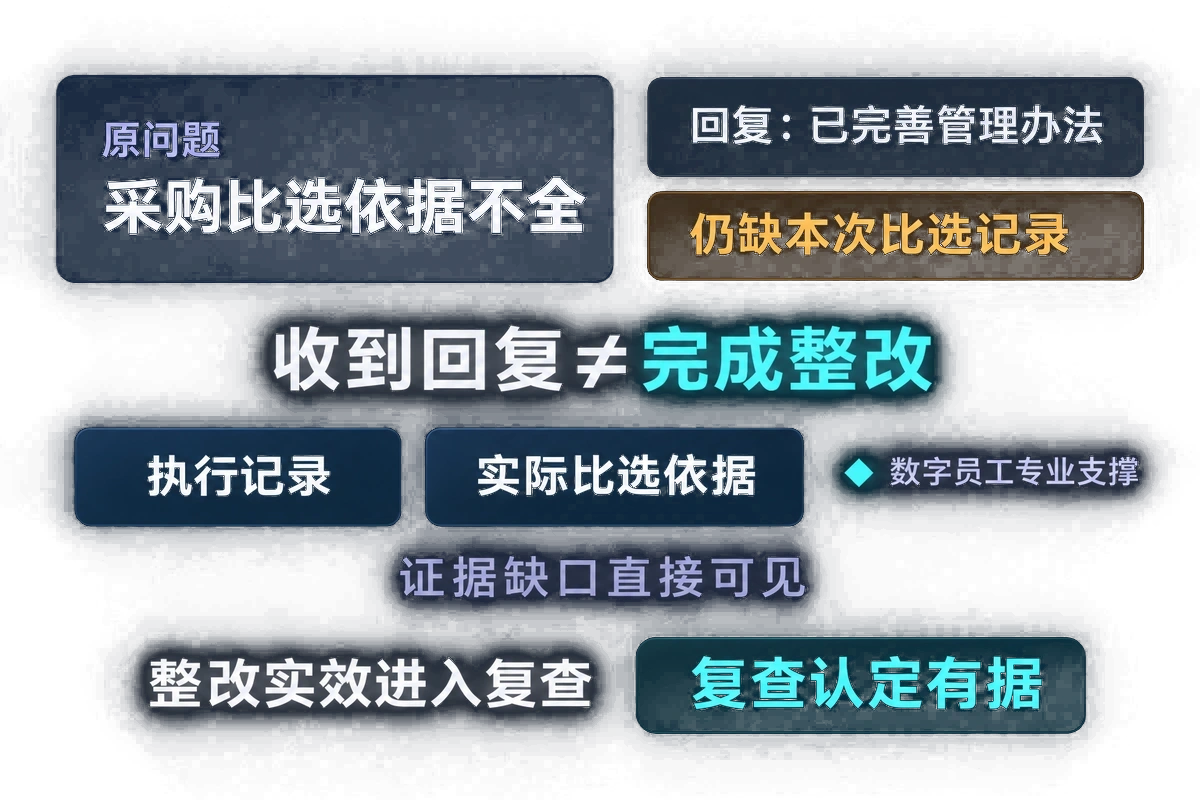 原问题
采购比选依据不全
回复：已完善管理办法
仍缺本次比选记录
收到回复≠完成整改
执行记录
实际比选依据
数字员工专业支撑
证据缺口直接可见
整改实效进入复查
复查认定有据